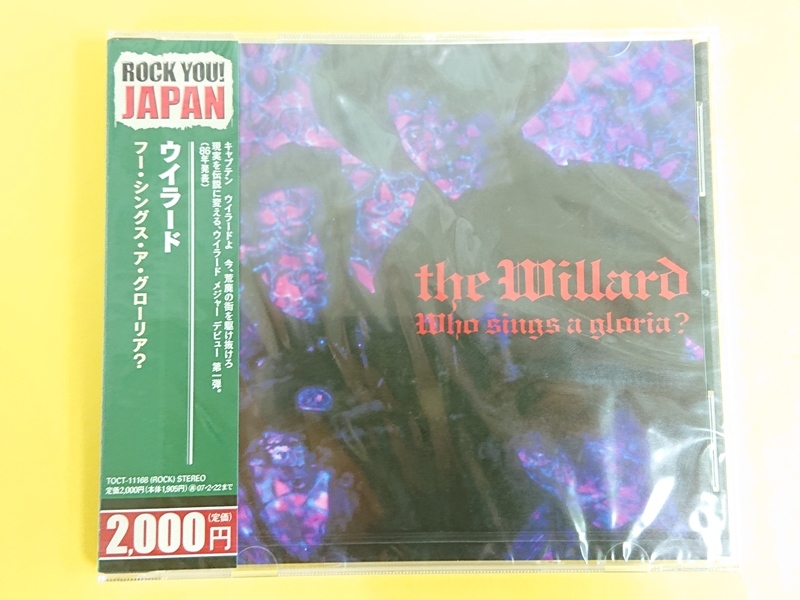 ROCK YOU!
JAPAN
キャプテン ウイラードよ 今、荒廃の街を駆け抜けろ
現実を伝説に変える、ウイラード メジャー デビュー 第一弾。
(86年発表)
ウイラード
フー・シングス・ア・グローリア?
TOCT-11168 (ROCK) STEREO
定価2,000円(本体1,905円) 再 07・2・22まで
2,000円
(定価)
the Willard
Who sings a gloria?